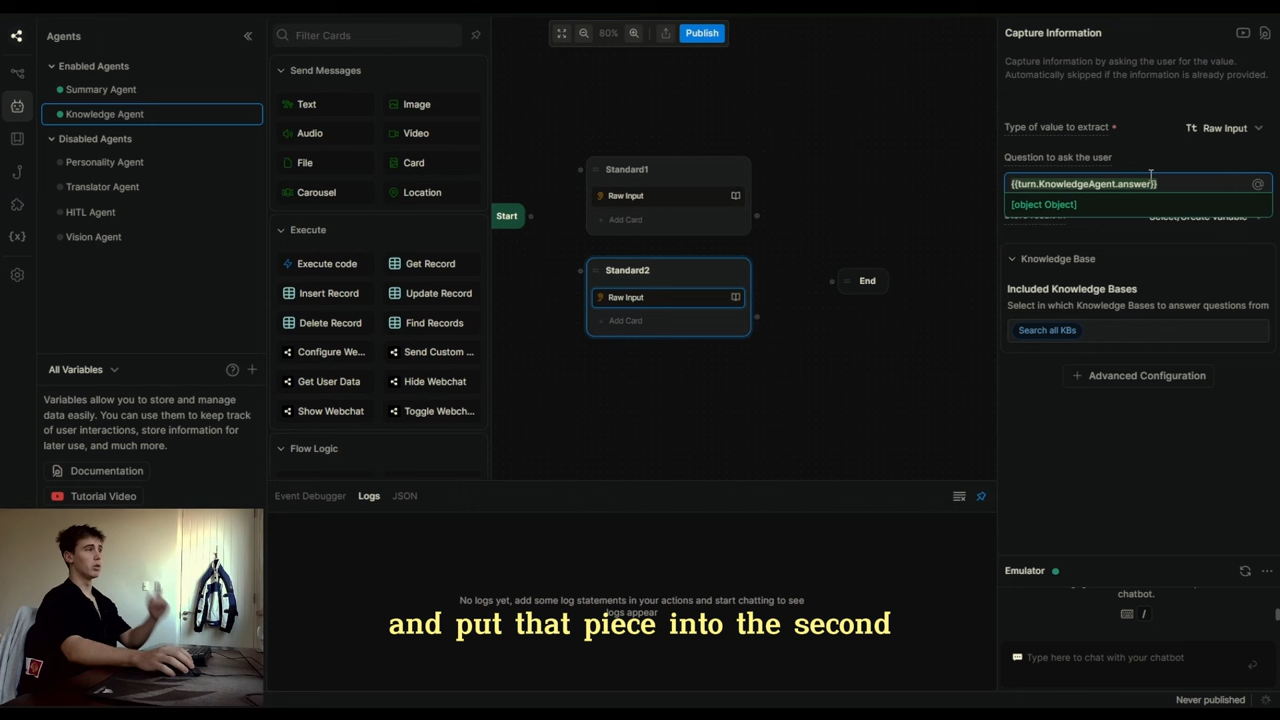 Agents
Enabled Agents
Summary Agent
Knowledge Agent
Disabled Agents
Personality Agent
Translator Agent
HITL Agent
Vision Agent
All Variables
Variables allow you to store and manage
data easily. You can use them to keep track
of user interactions, store information for
later use, and much more.
Documentation
Tutorial Video
Filter Cards
Send Messages
Text
Image
Audio
Video
File
Card
Carousel
Location
Execute
Execute code
Get Record
Insert Record
Update Record
Delete Record
Find Records
Configure We...
Send Custom ...
Get User Data
Hide Webchat
Show Webchat
Toggle Webch...
Flow Logic
80%
Publish
Start
Standard1
Raw Input
Add Card
Standard2
Raw Input
Add Card
End
Event Debugger
Logs
JSON
No logs yet, add some log statements in your actions and start chatting to see
logs appear
and put that piece into the second
Capture Information
Capture information by asking the user for the value.
Automatically skipped if the information is already provided.
Type of value to extract *
Tt Raw Input
Question to ask the user
{{turn.KnowledgeAgent.answer}}
[object Object]
Knowledge Base
Included Knowledge Bases
Select in which Knowledge Bases to answer questions from
Search all KBs
Advanced Configuration
Emulator
chatbot.
/
Type here to chat with your chatbot
Never published